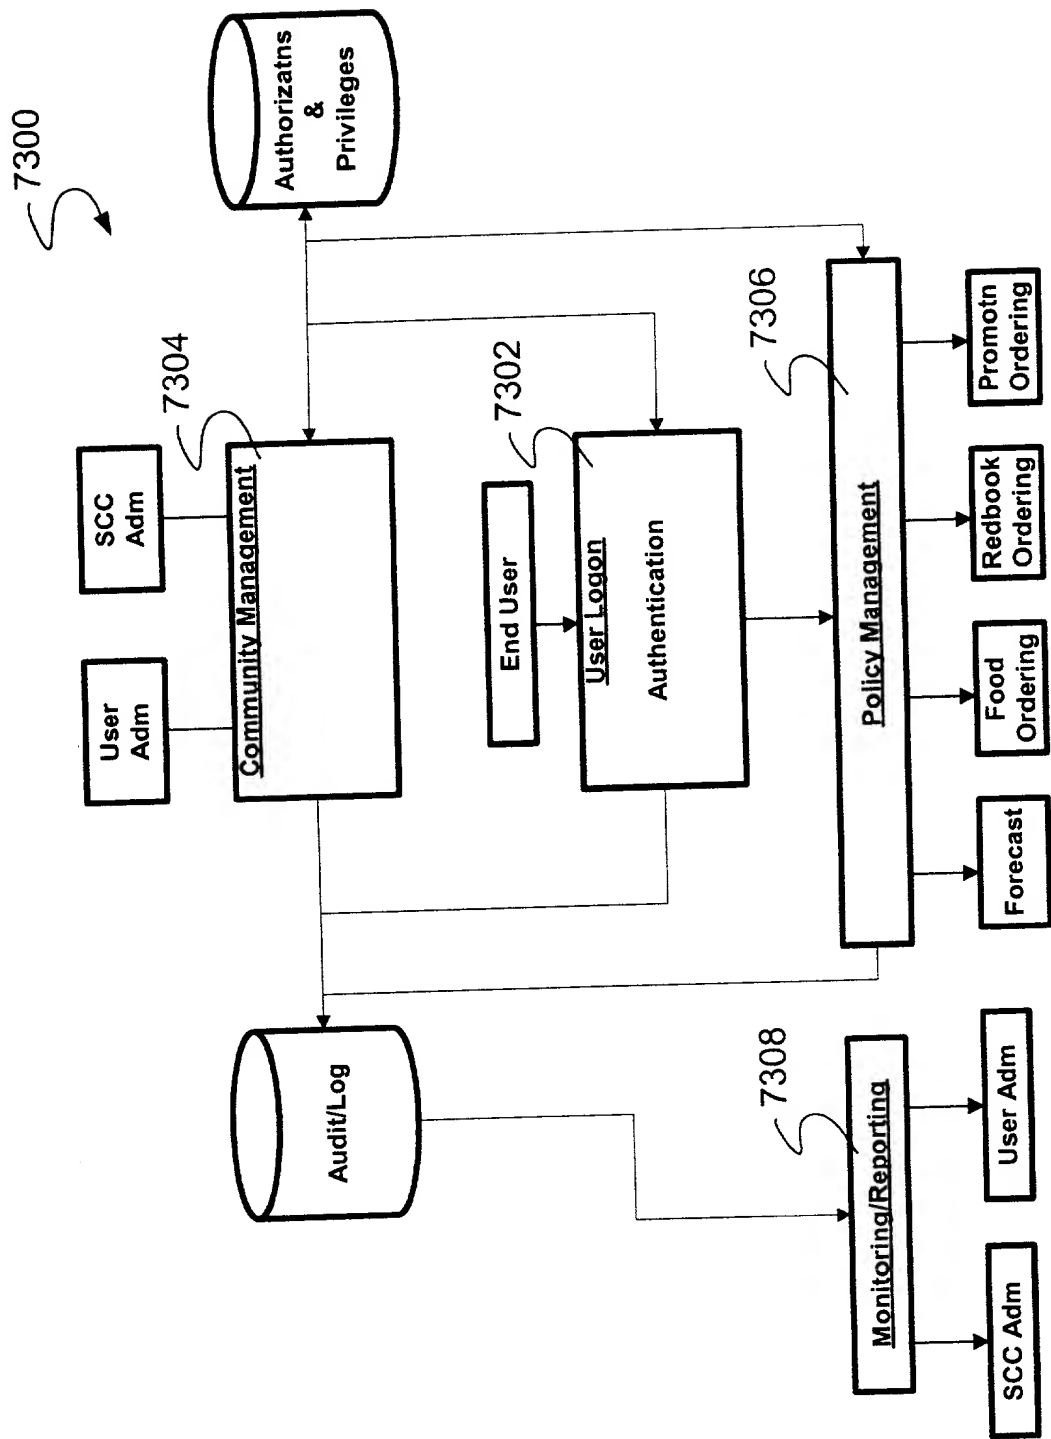 7300
User
Adm
SCC
Adm
7304
Community Management
Authorizatns
&
Privileges
Audit/Log
End User
7302
User Logon
Authentication
7306
Policy Management
7308
Monitoring/Reporting
SCC Adm
User Adm
Forecast
Food
Ordering
Redbook
Ordering
Promotn
Ordering